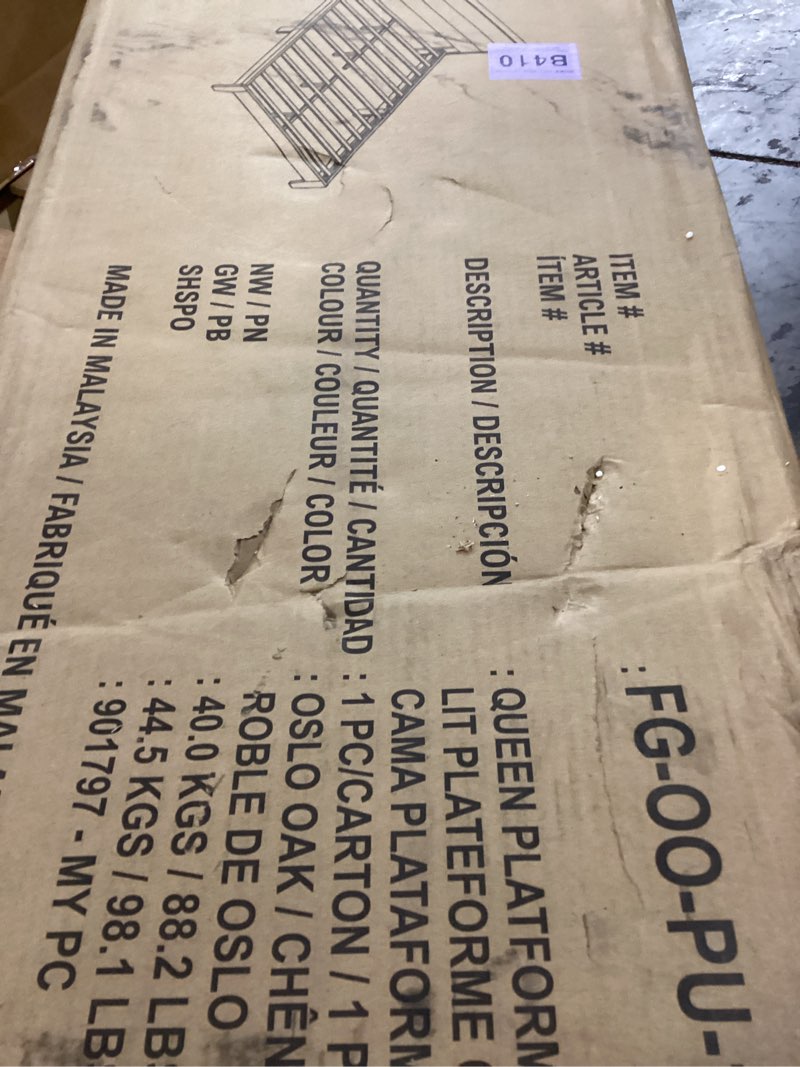 B410
ITEM # : FG-OO-PU-
ARTICLE #
ÍTEM #
DESCRIPTION / DESCRIPCIÓN : QUEEN PLATFORM
LIT PLATEFORME
CAMA PLATAFORM
QUANTITY / QUANTITÉ / CANTIDAD : 1 PC/CARTON / 1 P
COLOUR / COULEUR / COLOR : OSLO OAK / CHÊN
ROBLE DE OSLO
NW / PN : 40.0 KGS / 88.2 LB
GW / PB : 44.5 KGS / 98.1 LB
SHSPO : 901797 - MY PC
MADE IN MALAYSIA / FABRIQUÉ EN